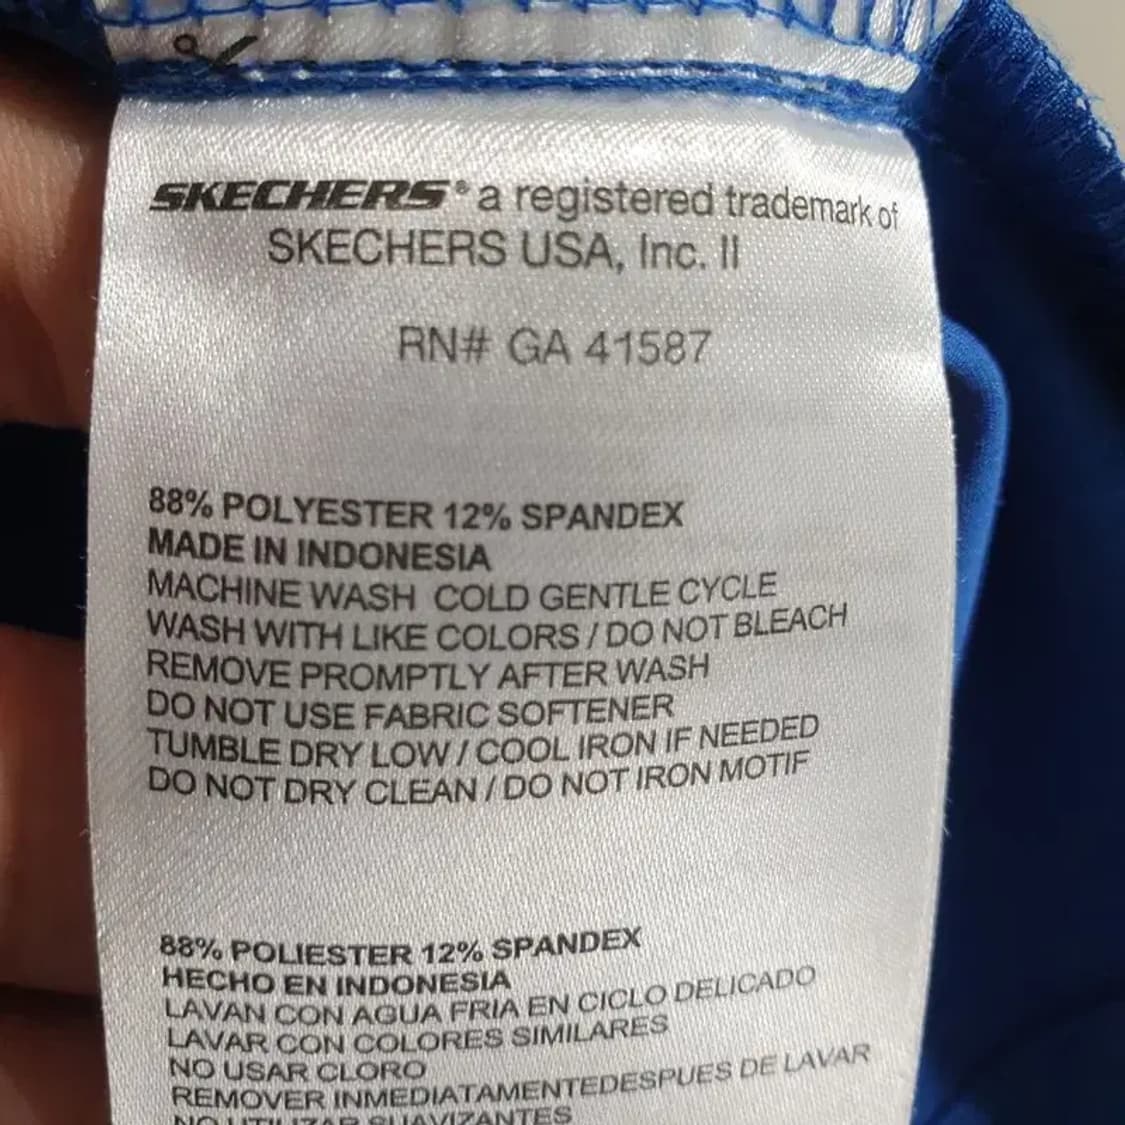 SKECHERS® a registered trademark of
SKECHERS USA, Inc. II
RN# GA 41587
88% POLYESTER 12% SPANDEX
MADE IN INDONESIA
MACHINE WASH COLD GENTLE CYCLE
WASH WITH LIKE COLORS / DO NOT BLEACH
REMOVE PROMPTLY AFTER WASH
DO NOT USE FABRIC SOFTENER
TUMBLE DRY LOW / COOL IRON IF NEEDED
DO NOT DRY CLEAN / DO NOT IRON MOTIF
88% POLIESTER 12% SPANDEX
HECHO EN INDONESIA
LAVAN CON AGUA FRIA EN CICLO DELICADO
LAVAR CON COLORES SIMILARES
NO USAR CLORO
REMOVER INMEDIATAMENTEDESPUES DE LAVAR
NO UTILIZAR SUAVIZANTES